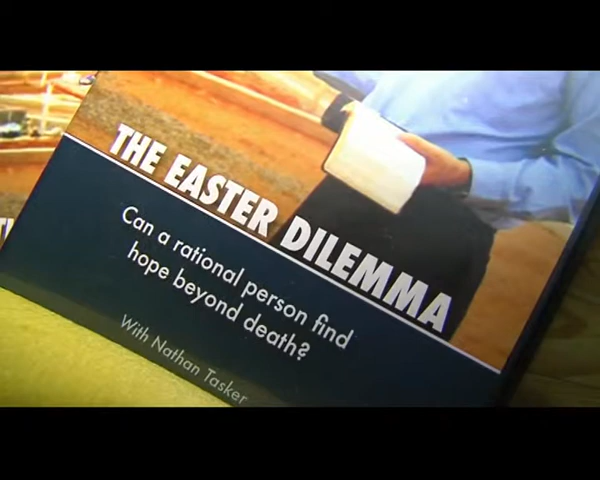 THE EASTER DILEMMA
Can a rational person find
hope beyond death?
With Nathan Tasker